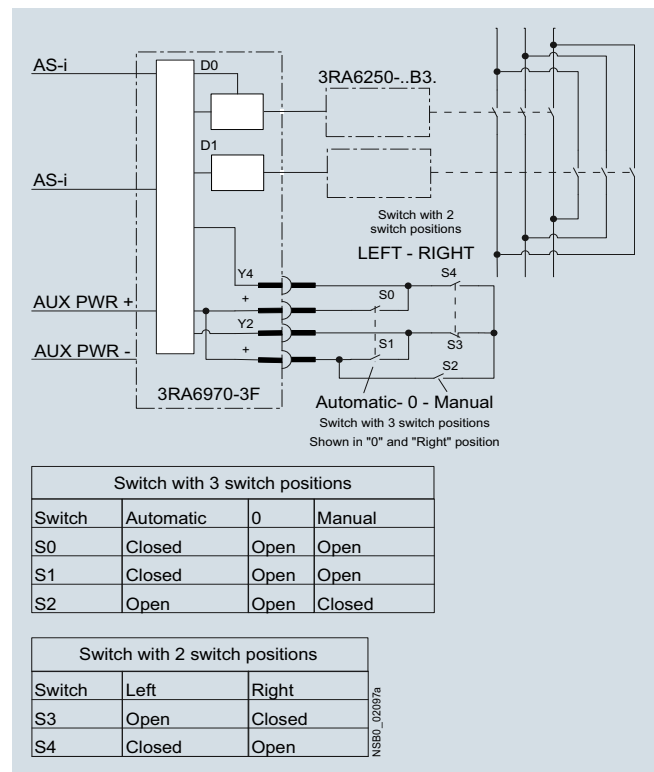 AS-i
D0
3RA6250-..B3.
D1
AS-i
Switch with 2
switch positions
LEFT - RIGHT
Y4
S4
+
S0
AUX PWR +
Y2
S1
S3
AUX PWR -
+
S2
3RA6970-3F
Automatic- 0 - Manual
Switch with 3 switch positions
Shown in "0" and "Right" position
Switch with 3 switch positions
Switch Automatic 0 Manual
S0 Closed Open Open
S1 Closed Open Open
S2 Open Open Closed
Switch with 2 switch positions
Switch Left Right
S3 Open Closed
S4 Closed Open
NSB0_02097a